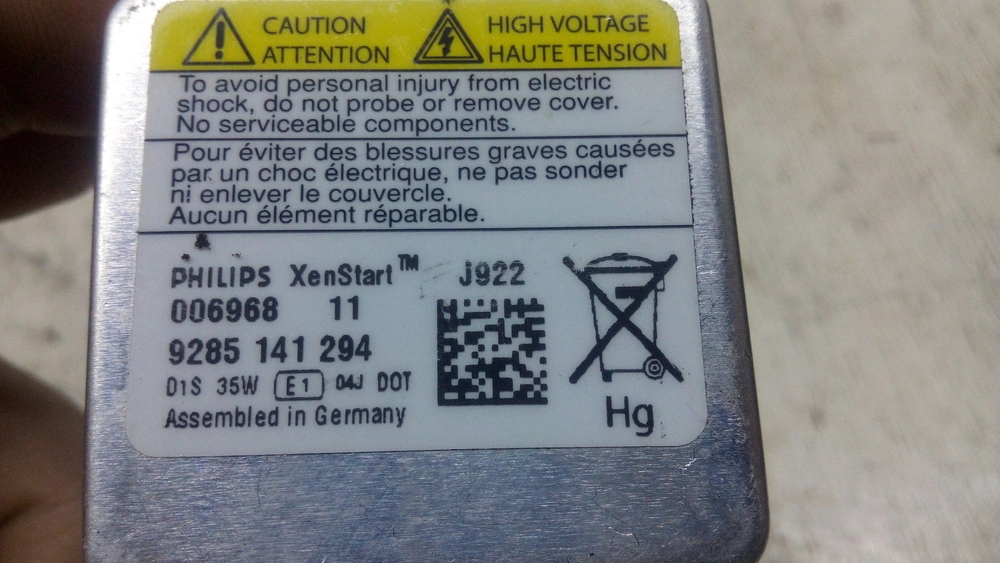 CAUTION
ATTENTION
HIGH VOLTAGE
HAUTE TENSION
To avoid personal injury from electric
shock, do not probe or remove cover.
No serviceable components.
Pour éviter des blessures graves causées
par un choc électrique, ne pas sonder
ni enlever le couvercle.
Aucun élément réparable.
PHILIPS XenStart™ J922
006968 11
9285 141 294
D1S 35W E1 04J DOT
Assembled in Germany
Hg